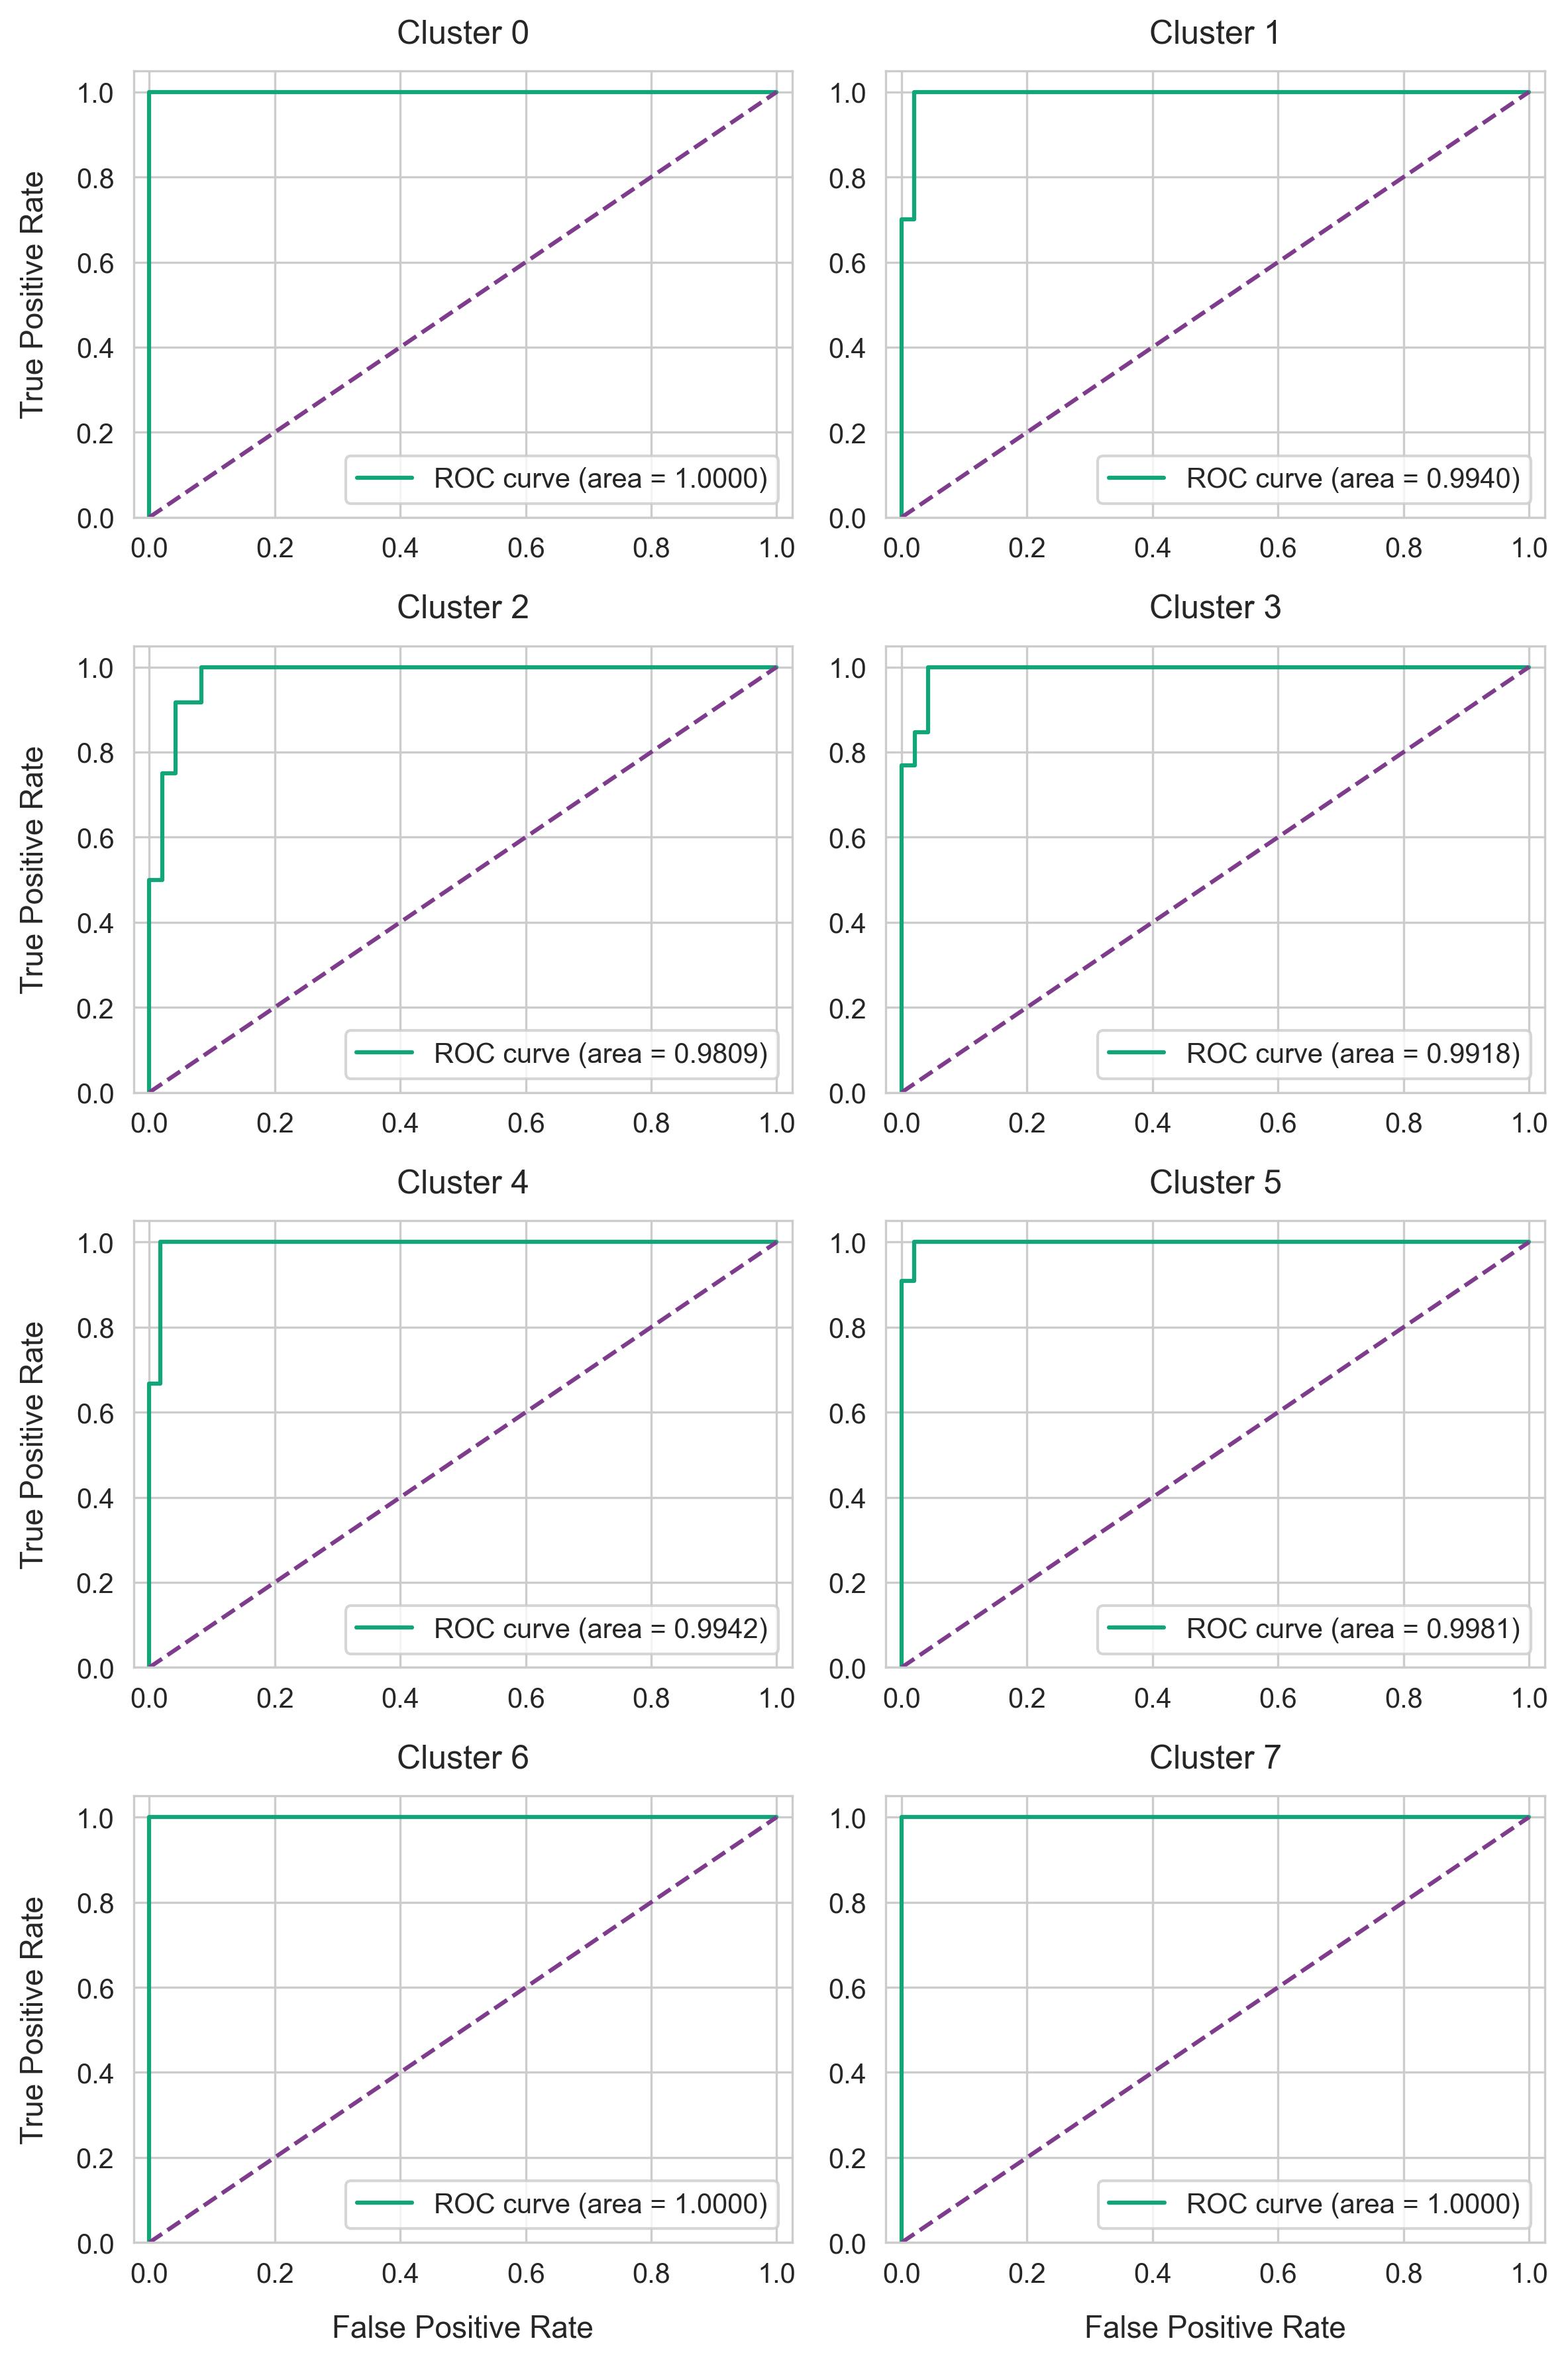 Cluster 0
True Positive Rate
1.0
0.8
0.6
0.4
0.2
0.0
0.0 0.2 0.4 0.6 0.8 1.0
ROC curve (area = 1.0000)
Cluster 1
1.0
0.8
0.6
0.4
0.2
0.0
0.0 0.2 0.4 0.6 0.8 1.0
ROC curve (area = 0.9940)
Cluster 2
True Positive Rate
1.0
0.8
0.6
0.4
0.2
0.0
0.0 0.2 0.4 0.6 0.8 1.0
ROC curve (area = 0.9809)
Cluster 3
1.0
0.8
0.6
0.4
0.2
0.0
0.0 0.2 0.4 0.6 0.8 1.0
ROC curve (area = 0.9918)
Cluster 4
True Positive Rate
1.0
0.8
0.6
0.4
0.2
0.0
0.0 0.2 0.4 0.6 0.8 1.0
ROC curve (area = 0.9942)
Cluster 5
1.0
0.8
0.6
0.4
0.2
0.0
0.0 0.2 0.4 0.6 0.8 1.0
ROC curve (area = 0.9981)
Cluster 6
True Positive Rate
1.0
0.8
0.6
0.4
0.2
0.0
0.0 0.2 0.4 0.6 0.8 1.0
ROC curve (area = 1.0000)
False Positive Rate
Cluster 7
1.0
0.8
0.6
0.4
0.2
0.0
0.0 0.2 0.4 0.6 0.8 1.0
ROC curve (area = 1.0000)
False Positive Rate